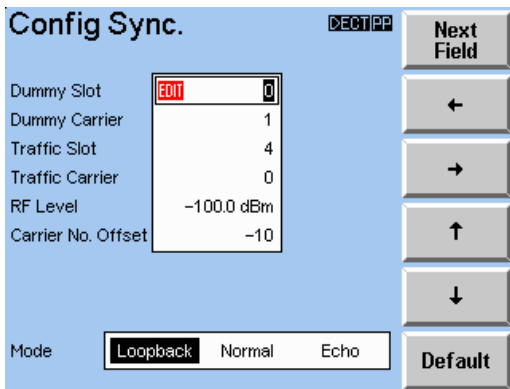 Config Sync.
DECT PP
Next
Field
Dummy Slot EDIT 0
Dummy Carrier 1
Traffic Slot 4
Traffic Carrier 0
RF Level -100.0 dBm
Carrier No. Offset -10
Mode Loopback Normal Echo
←
→
↑
↓
Default